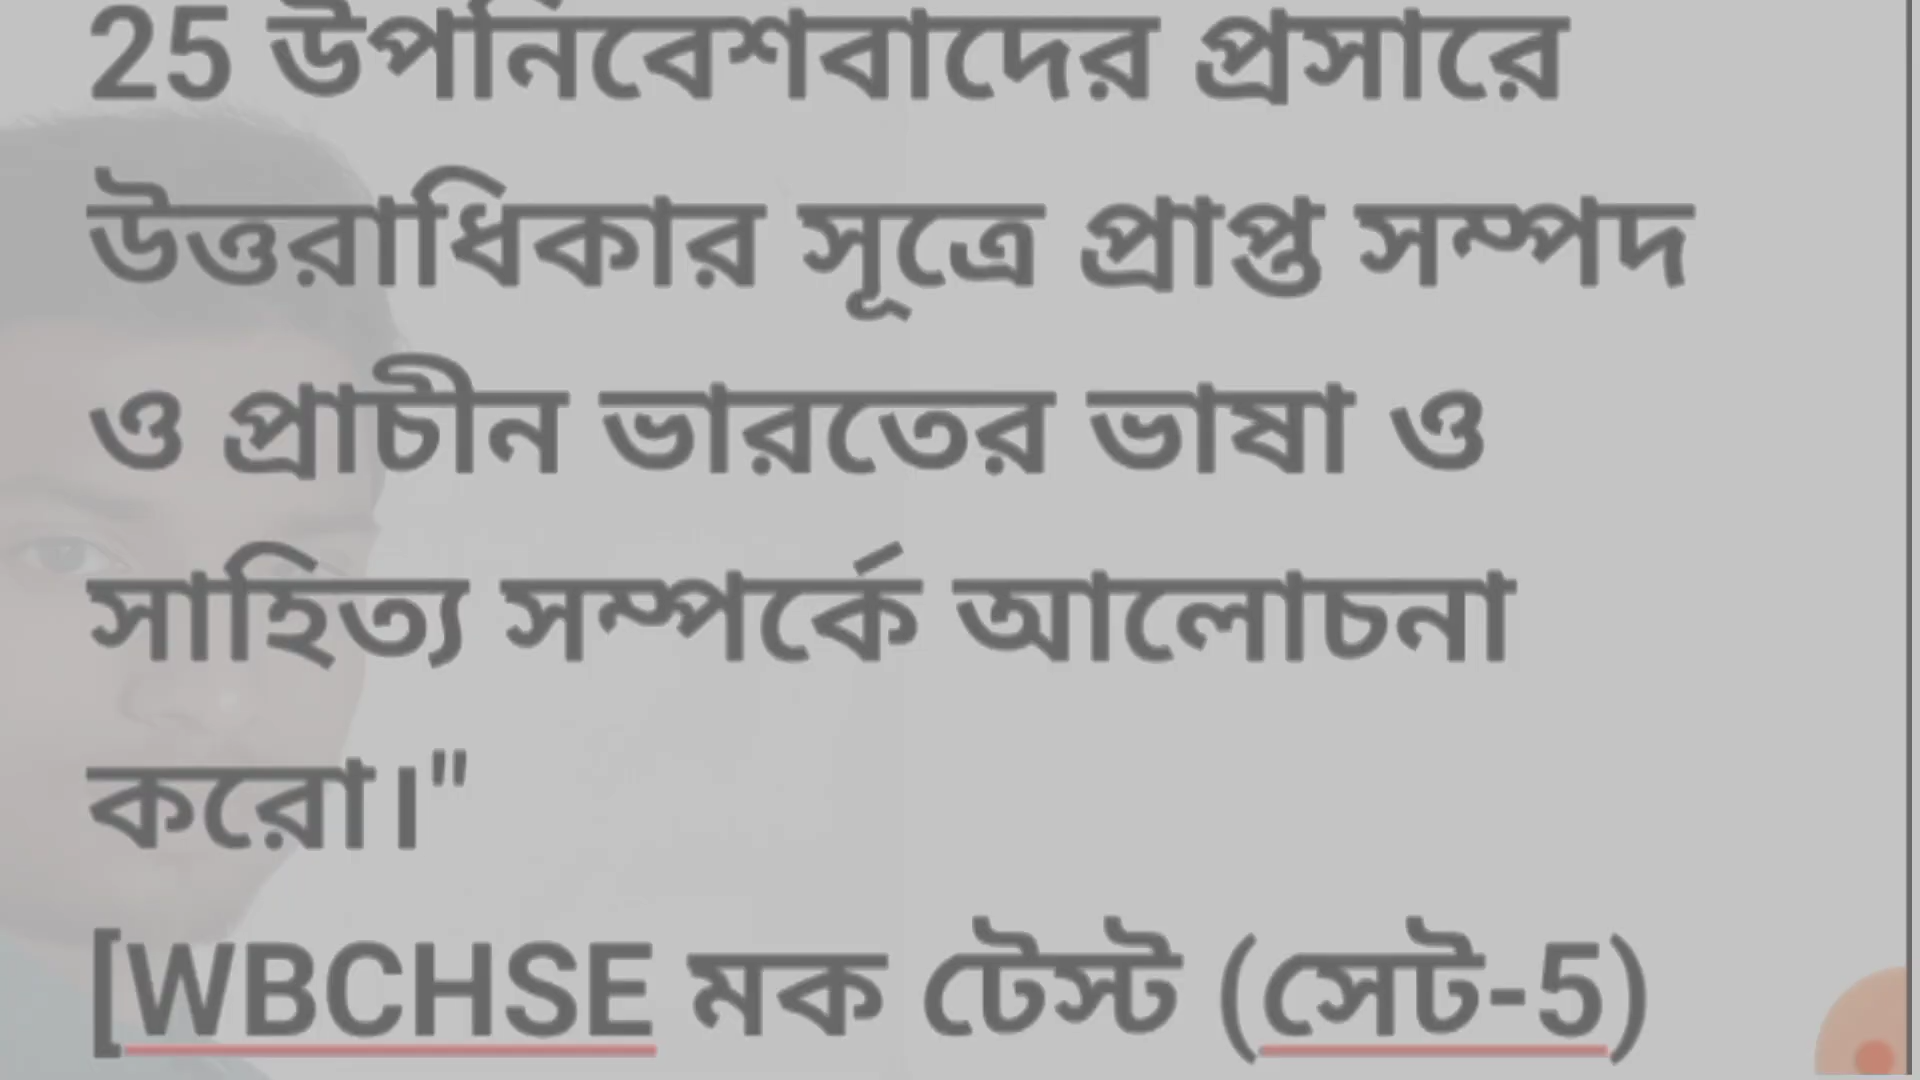 25 উপনিবেশবাদের প্রসারে
উত্তরাধিকার সূত্রে প্রাপ্ত সম্পদ
ও প্রাচীন ভারতের ভাষা ও
সাহিত্য সম্পর্কে আলোচনা
করো।"
[WBCHSE মক টেস্ট (সেট-5)